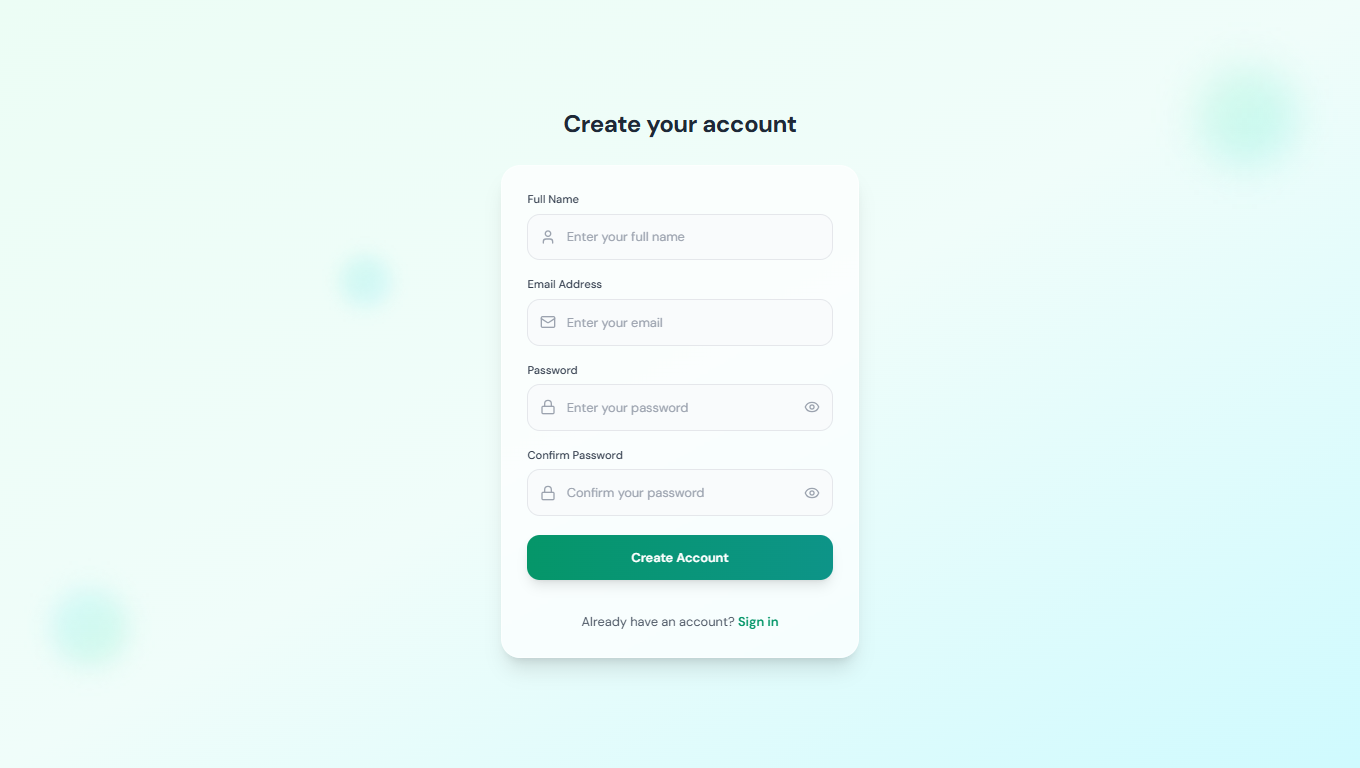 Create your account
Full Name
Enter your full name
Email Address
Enter your email
Password
Enter your password
Confirm Password
Confirm your password
Create Account
Already have an account? Sign in